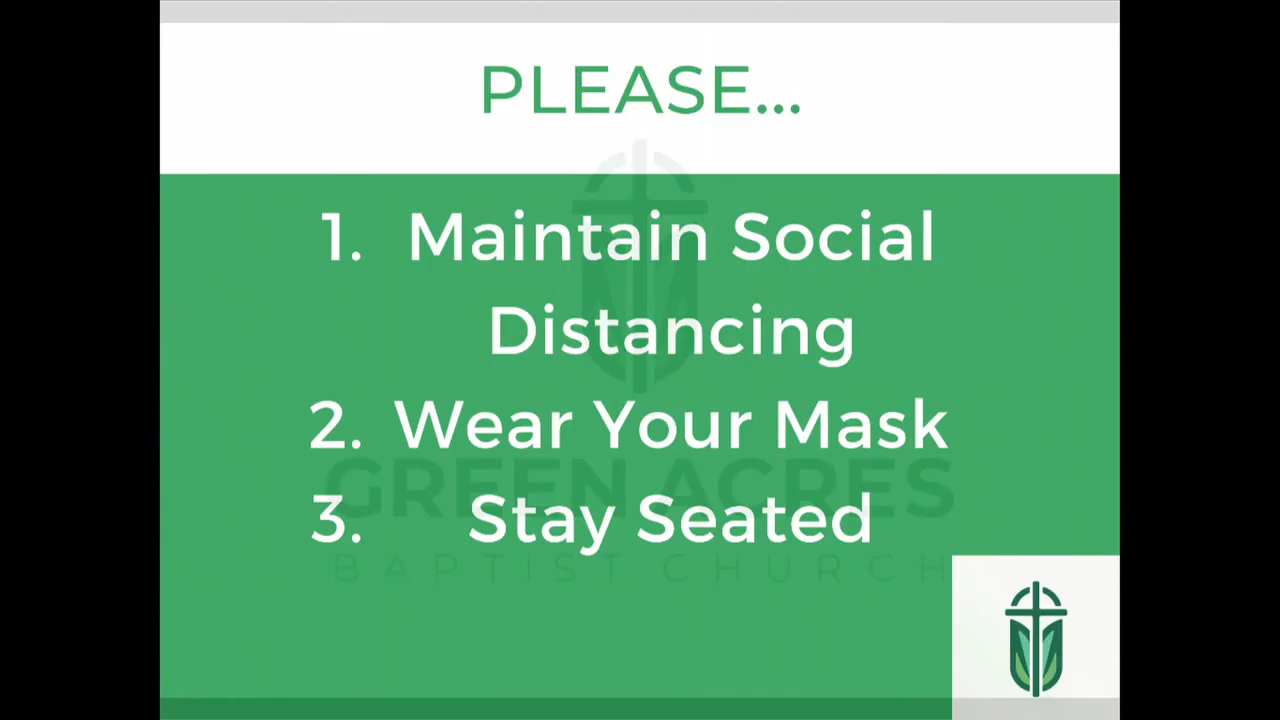 PLEASE...
1. Maintain Social
Distancing
2. Wear Your Mask
GREEN ACRES
3. Stay Seated
BAPTIST CHURCH